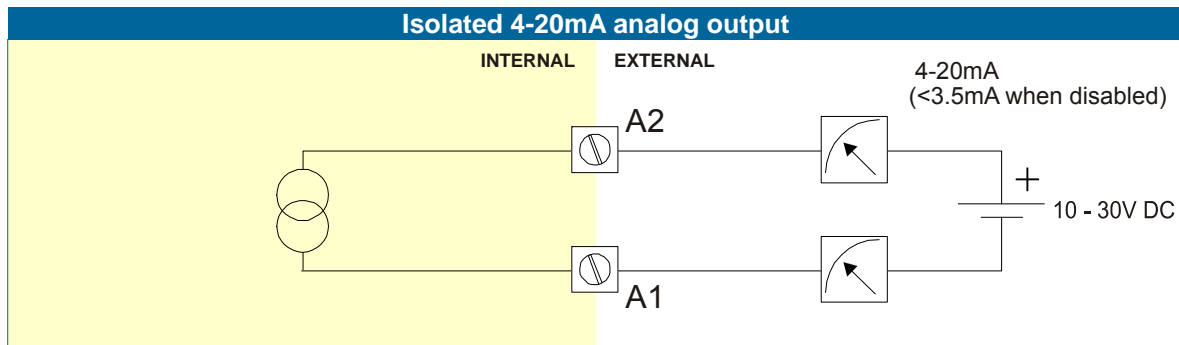 Isolated 4-20mA analog output
INTERNAL EXTERNAL
4-20mA
(<3.5mA when disabled)
A2
+
10 - 30V DC
A1